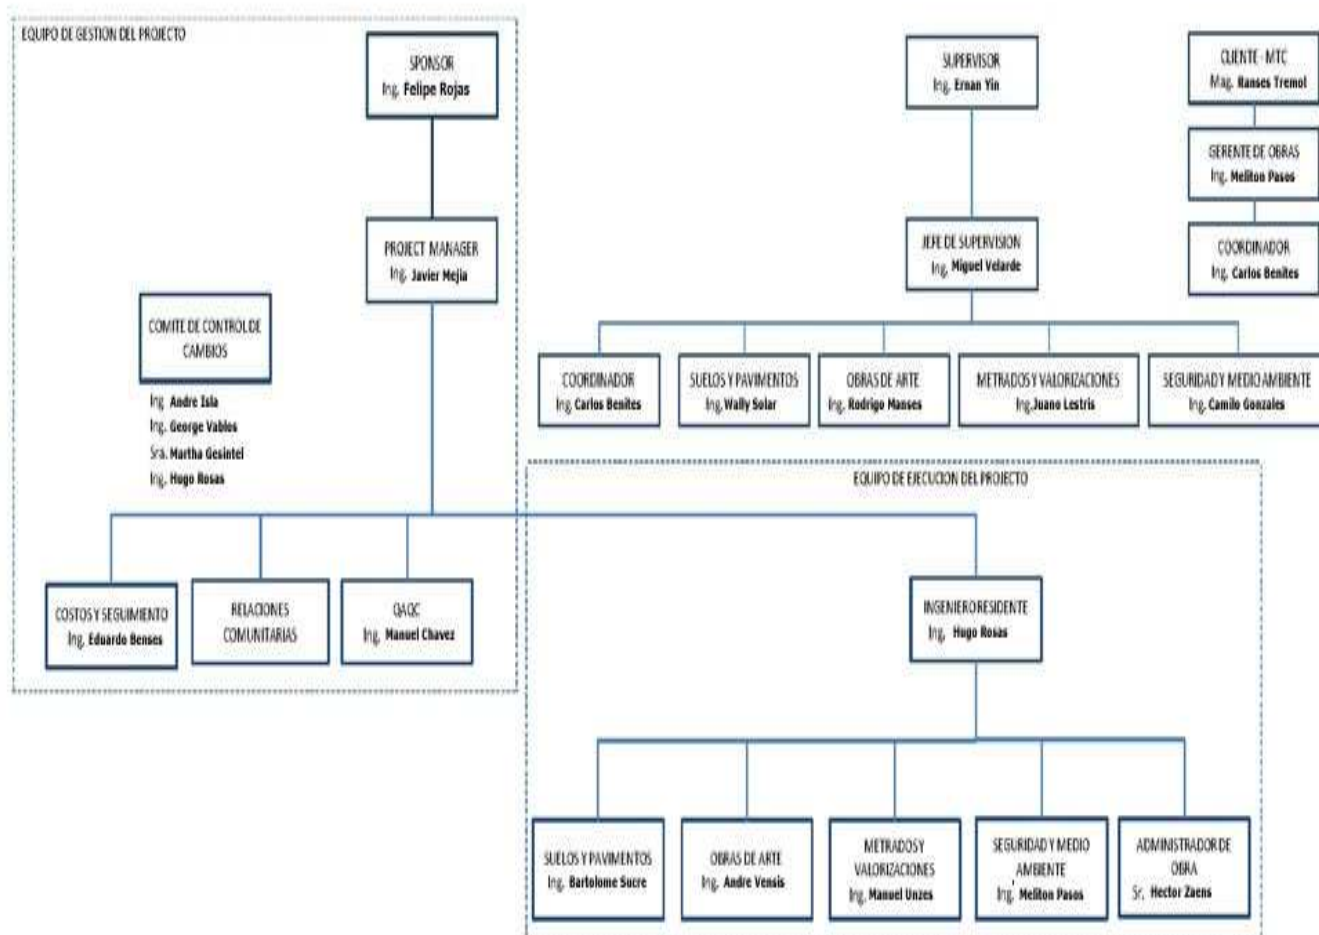 EQUIPO DE GESTION DEL PROJECTO
SPONSOR
Ing. Felipe Rojas
PROJECT MANAGER
Ing. Javier Mejia
COMITE DE CONTROL DE
CAMBIOS
Ing Andre Isla
Ing. George Vablos
Sra. Martha Gesintel
Ing. Hugo Rosas
COSTOS Y SEGUIMIENTO
Ing. Eduardo Benses
RELACIONES
COMUNITARIAS
QAQC
Ing. Manuel Chavez
SUPERVISOR
Ing. Ernan Yin
JEFE DE SUPERVISION
Ing. Miguel Velarde
COORDINADOR
Ing. Carlos Benites
SUELOS Y PAVIMENTOS
Ing. Wally Solar
OBRAS DE ARTE
Ing. Rodrigo Manses
METRADOS Y VALORIZACIONES
Ing. Juano Lestris
SEGURIDAD Y MEDIO AMBIENTE
Ing. Camilo Gonzales
CLIENTE - MTC
Mag. Ranses Tremol
GERENTE DE OBRAS
Ing. Meliton Pasos
COORDINADOR
Ing. Carlos Benites
EQUIPO DE EJECUCION DEL PROJECTO
INGENIERO RESIDENTE
Ing. Hugo Rosas
SUELOS Y PAVIMENTOS
Ing. Bartolome Sucre
OBRAS DE ARTE
Ing. Andre Vensis
METRADOS Y
VALORIZACIONES
Ing. Manuel Unzes
SEGURIDAD Y MEDIO
AMBIENTE
Ing. Meliton Pasos
ADMINISTRADOR DE
OBRA
Sr. Hector Zaens